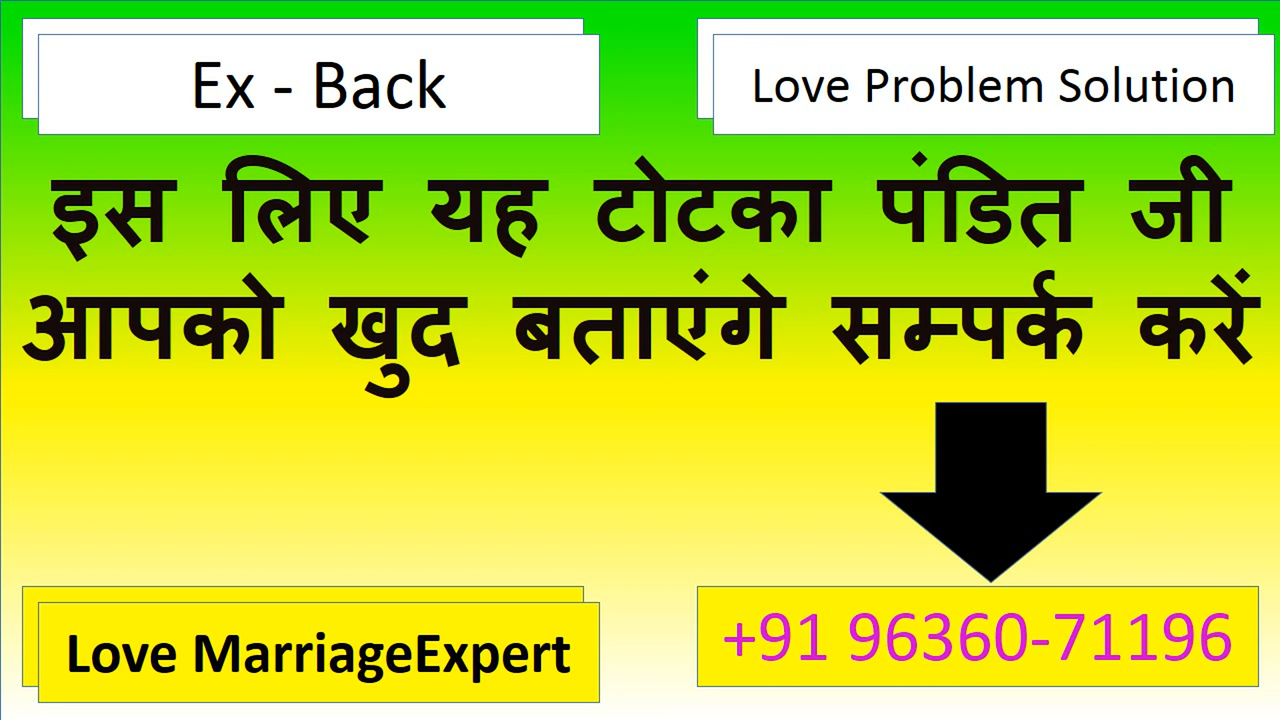 Ex - Back
Love Problem Solution
इस लिए यह टोटका पंडित जी
आपको खुद बताएंगे सम्पर्क करें
Love MarriageExpert
+91 96360-71196